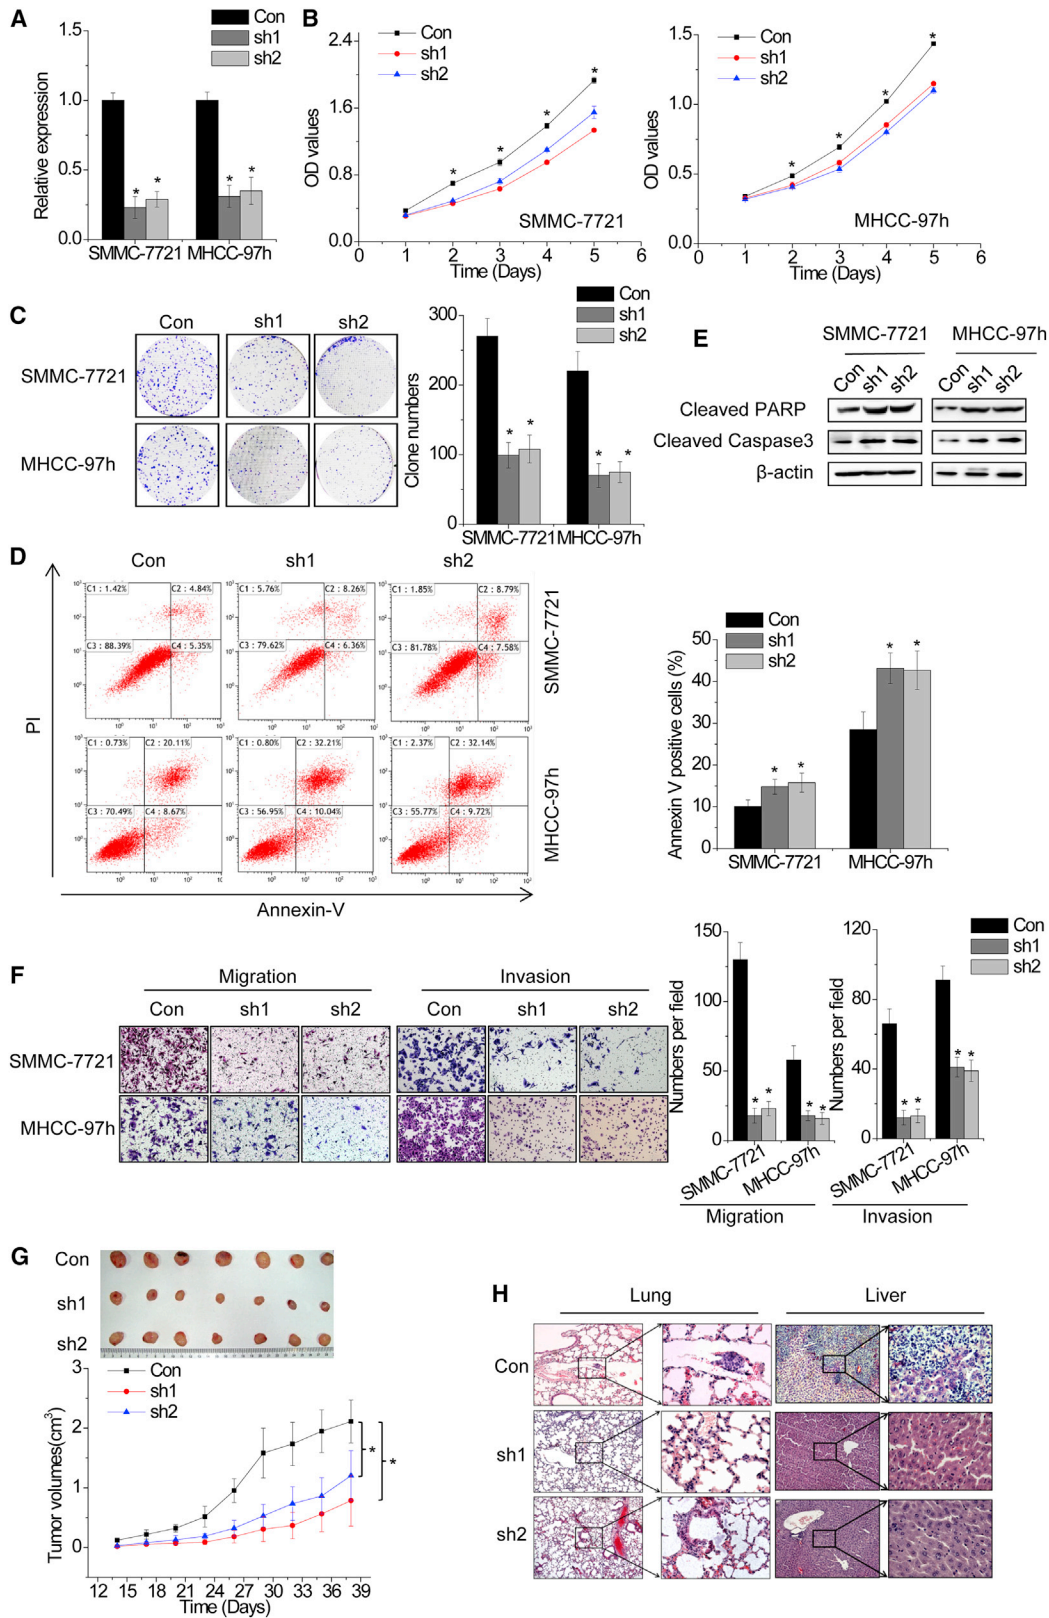 A
1.5
1.0
0.5
0.0
Relative expression
Con
sh1
sh2
SMMC-7721 MHCC-97h
B
2.4
1.6
0.8
0.0
OD values
Con
sh1
sh2
* * * *
SMMC-7721
0 1 2 3 4 5 6
Time (Days)
1.5
1.0
0.5
0.0
OD values
Con
sh1
sh2
* * * *
MHCC-97h
0 1 2 3 4 5 6
Time (Days)
C
Con sh1 sh2
SMMC-7721
MHCC-97h
300
200
100
0
Clone numbers
Con
sh1
sh2
* * * *
SMMC-7721 MHCC-97h
E
SMMC-7721 MHCC-97h
Con sh1 sh2 Con sh1 sh2
Cleaved PARP
Cleaved Caspase3
β-actin
D
Con sh1 sh2
C1 : 1.42% C2 : 4.84% C1 : 5.76% C2 : 8.26% C1 : 1.85% C2 : 8.79%
C3 : 88.39% C4 : 5.35% C3 : 79.62% C4 : 6.36% C3 : 81.78% C4 : 7.58%
SMMC-7721
C1 : 0.73% C2 : 20.11% C1 : 0.80% C2 : 32.21% C1 : 2.37% C2 : 32.14%
C3 : 70.49% C4 : 8.67% C3 : 56.95% C4 : 10.04% C3 : 55.77% C4 : 9.72%
MHCC-97h
PI
Annexin-V
Con
sh1
sh2
50
40
30
20
10
0
Annexin V positive cells (%)
* * * *
SMMC-7721 MHCC-97h
F
Migration Invasion
Con sh1 sh2 Con sh1 sh2
SMMC-7721
MHCC-97h
150
100
50
0
Numbers per field
* * * *
SMMC-7721 MHCC-97h
Migration
120
80
40
0
Numbers per field
Con
sh1
sh2
* * * *
SMMC-7721 MHCC-97h
Invasion
G
Con
sh1
sh2
3
2
1
0
Tumor volumes(cm³)
Con
sh1
sh2
* *
12 15 18 21 24 27 30 33 36 39
Time (Days)
H
Lung Liver
Con
sh1
sh2